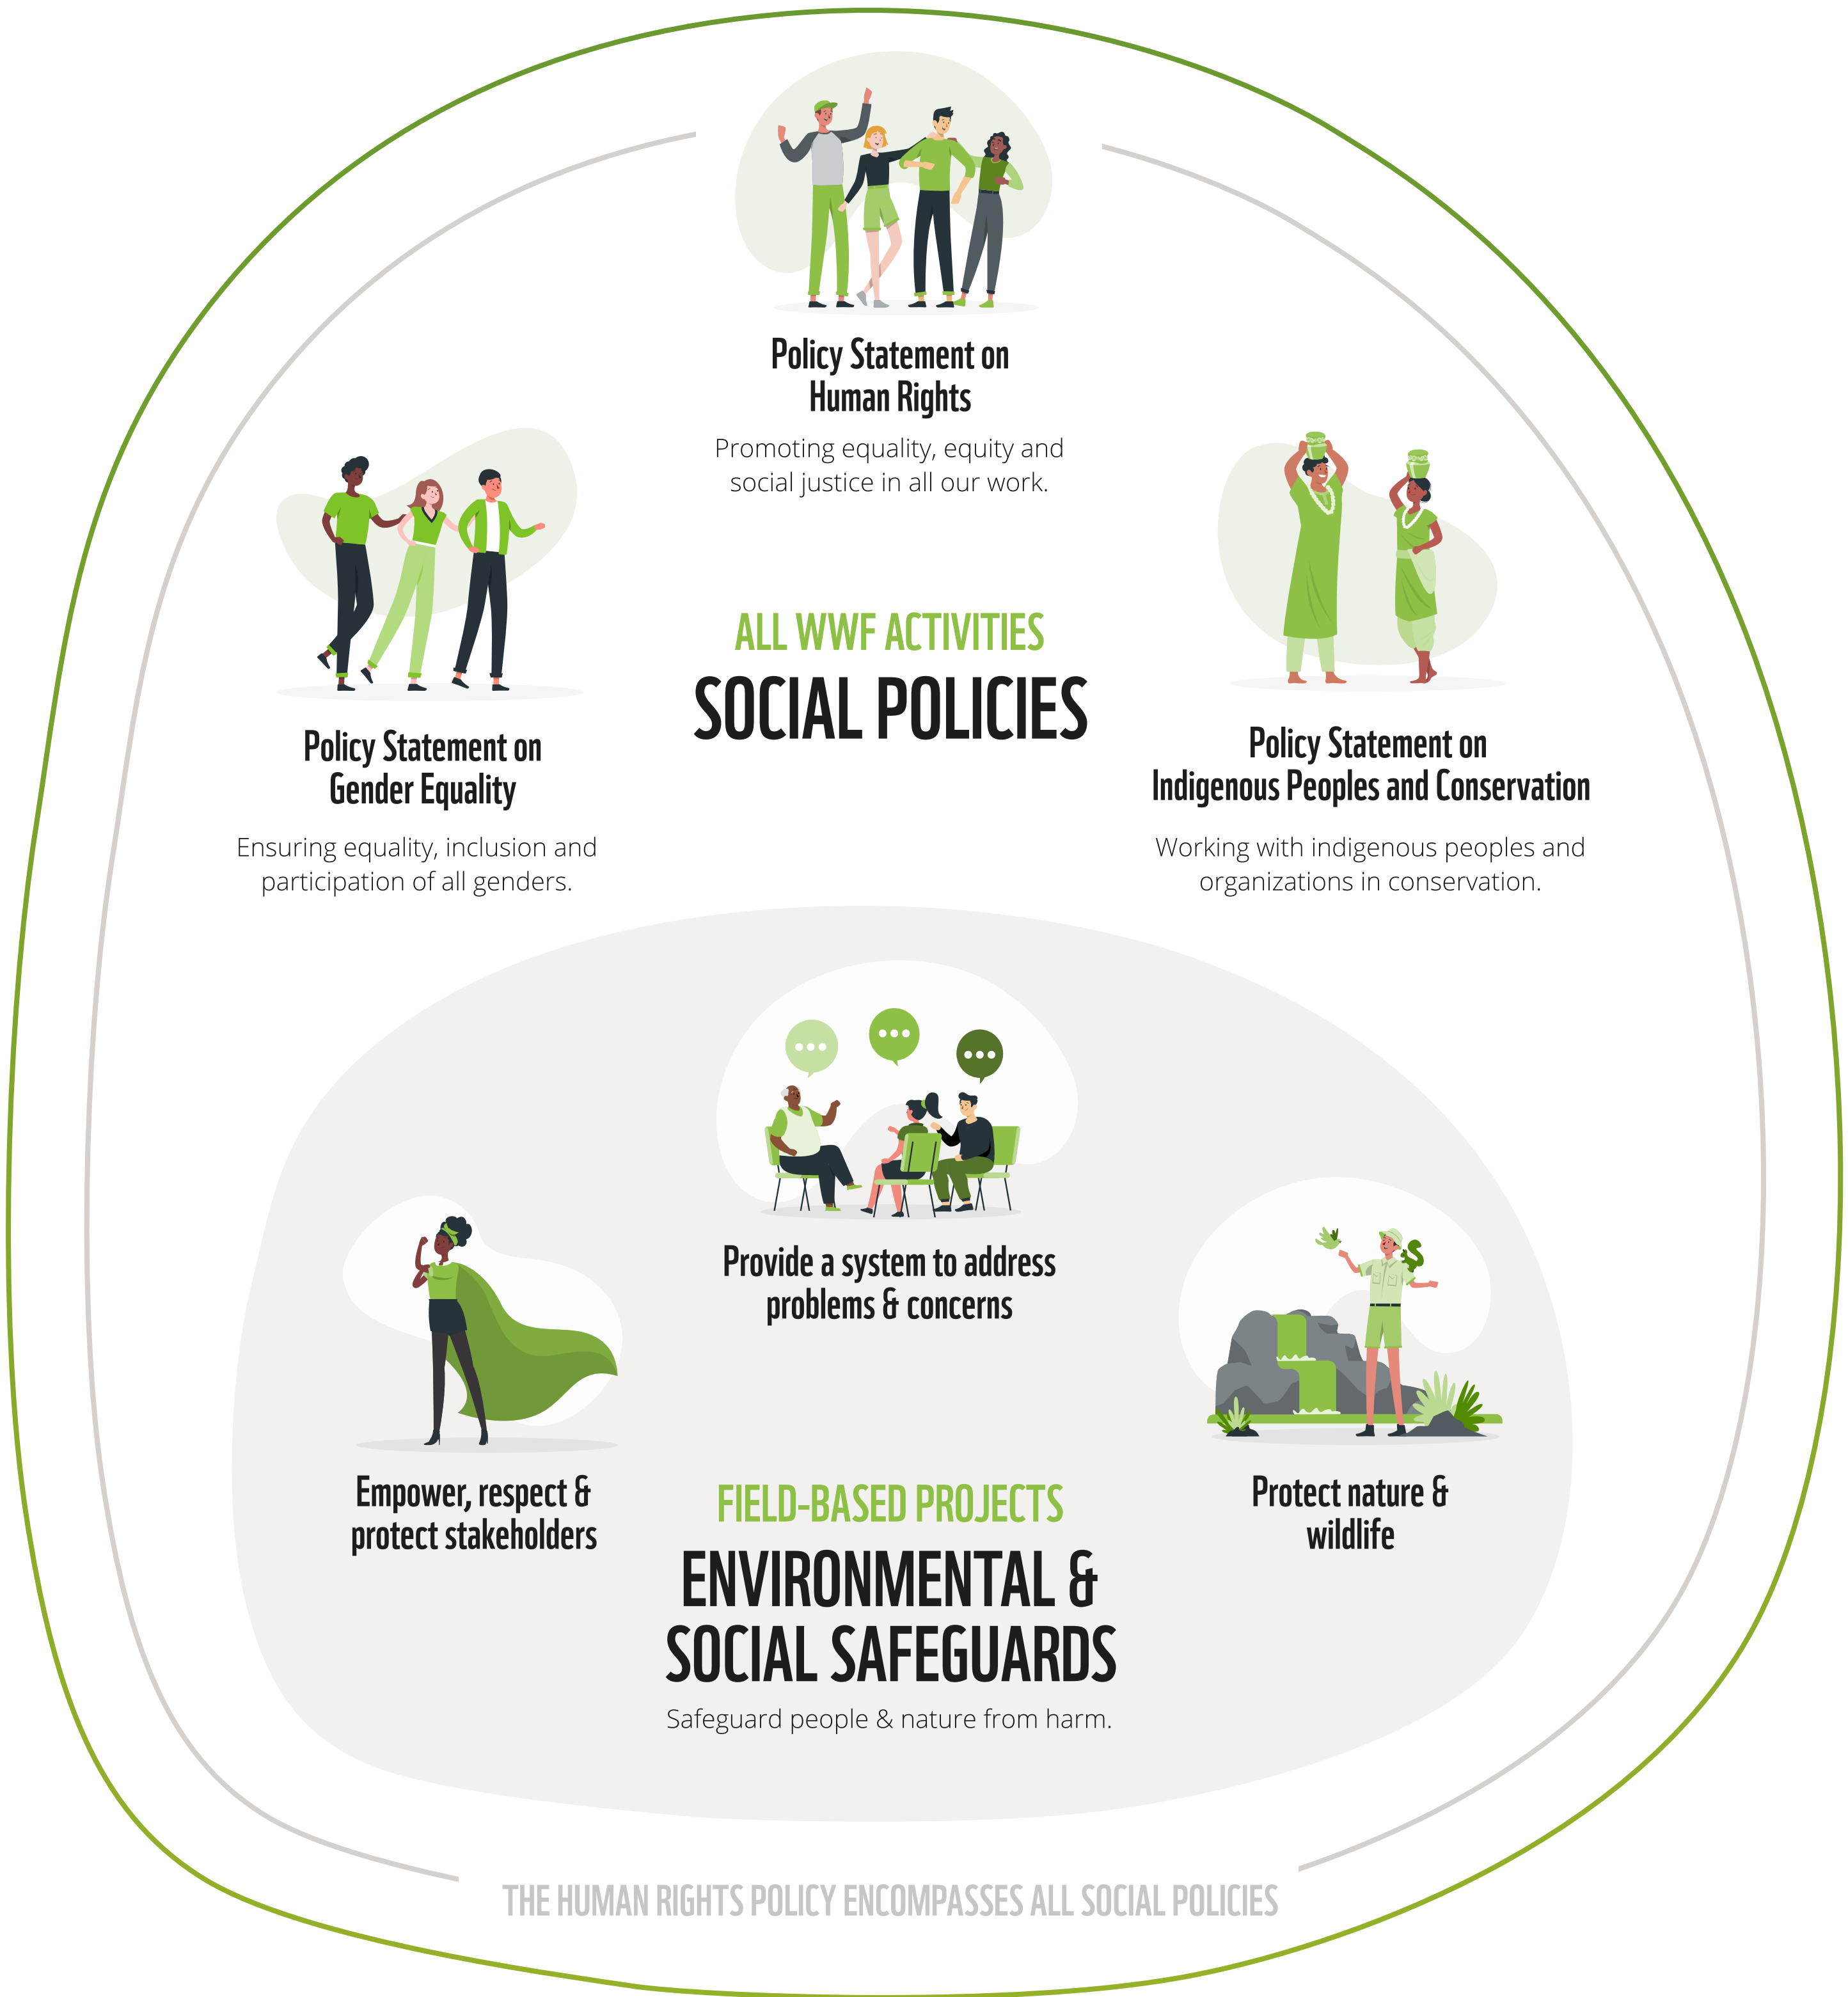 Policy Statement on
Human Rights
Promoting equality, equity and
social justice in all our work.
ALL WWF ACTIVITIES
SOCIAL POLICIES
Policy Statement on
Gender Equality
Ensuring equality, inclusion and
participation of all genders.
Policy Statement on
Indigenous Peoples and Conservation
Working with indigenous peoples and
organizations in conservation.
Provide a system to address
problems & concerns
Empower, respect &
protect stakeholders
Protect nature &
wildlife
FIELD-BASED PROJECTS
ENVIRONMENTAL &
SOCIAL SAFEGUARDS
Safeguard people & nature from harm.
THE HUMAN RIGHTS POLICY ENCOMPASSES ALL SOCIAL POLICIES